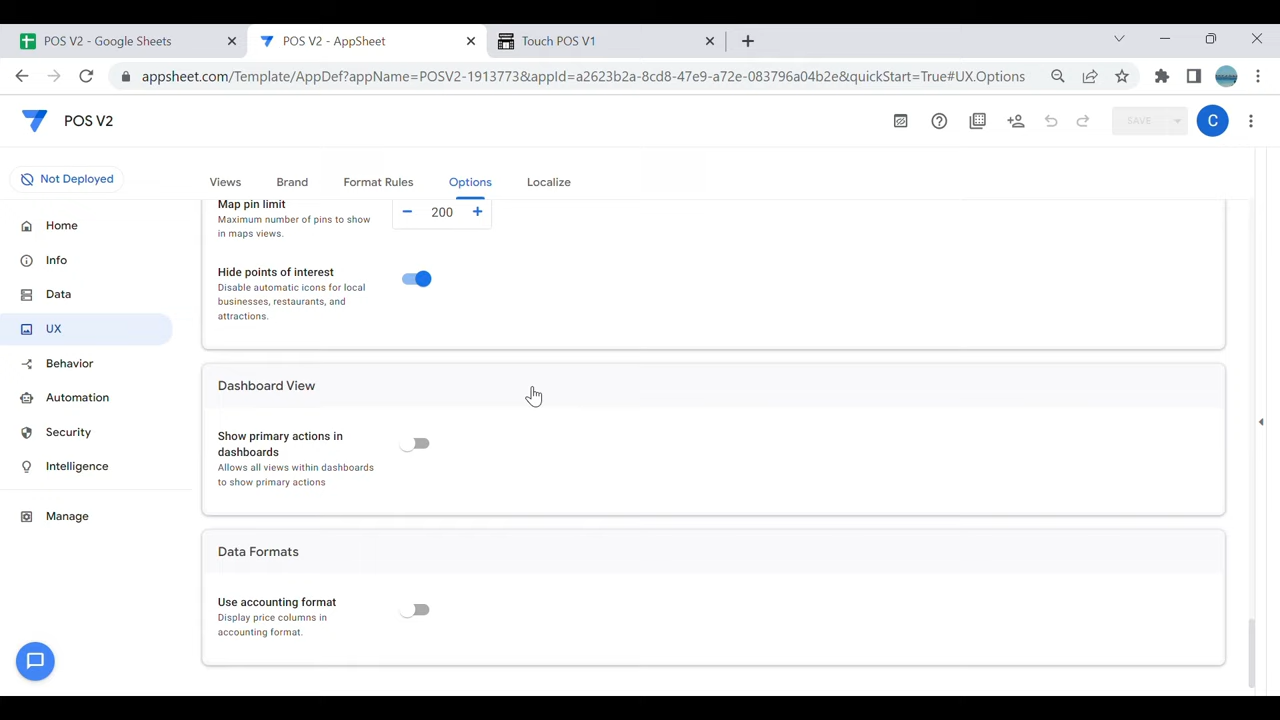 POS V2 - Google Sheets
POS V2 - AppSheet
Touch POS V1
appsheet.com/Template/AppDef?appName=POSV2-1913773&appId=a2623b2a-8cd8-47e9-a72e-083796a04b2e&quickStart=True#UX.Options
POS V2
SAVE
C
Not Deployed
Views
Brand
Format Rules
Options
Localize
Home
Info
Data
UX
Behavior
Automation
Security
Intelligence
Manage
Map pin limit
Maximum number of pins to show
in maps views.
200
Hide points of interest
Disable automatic icons for local
businesses, restaurants, and
attractions.
Dashboard View
Show primary actions in
dashboards
Allows all views within dashboards
to show primary actions
Data Formats
Use accounting format
Display price columns in
accounting format.